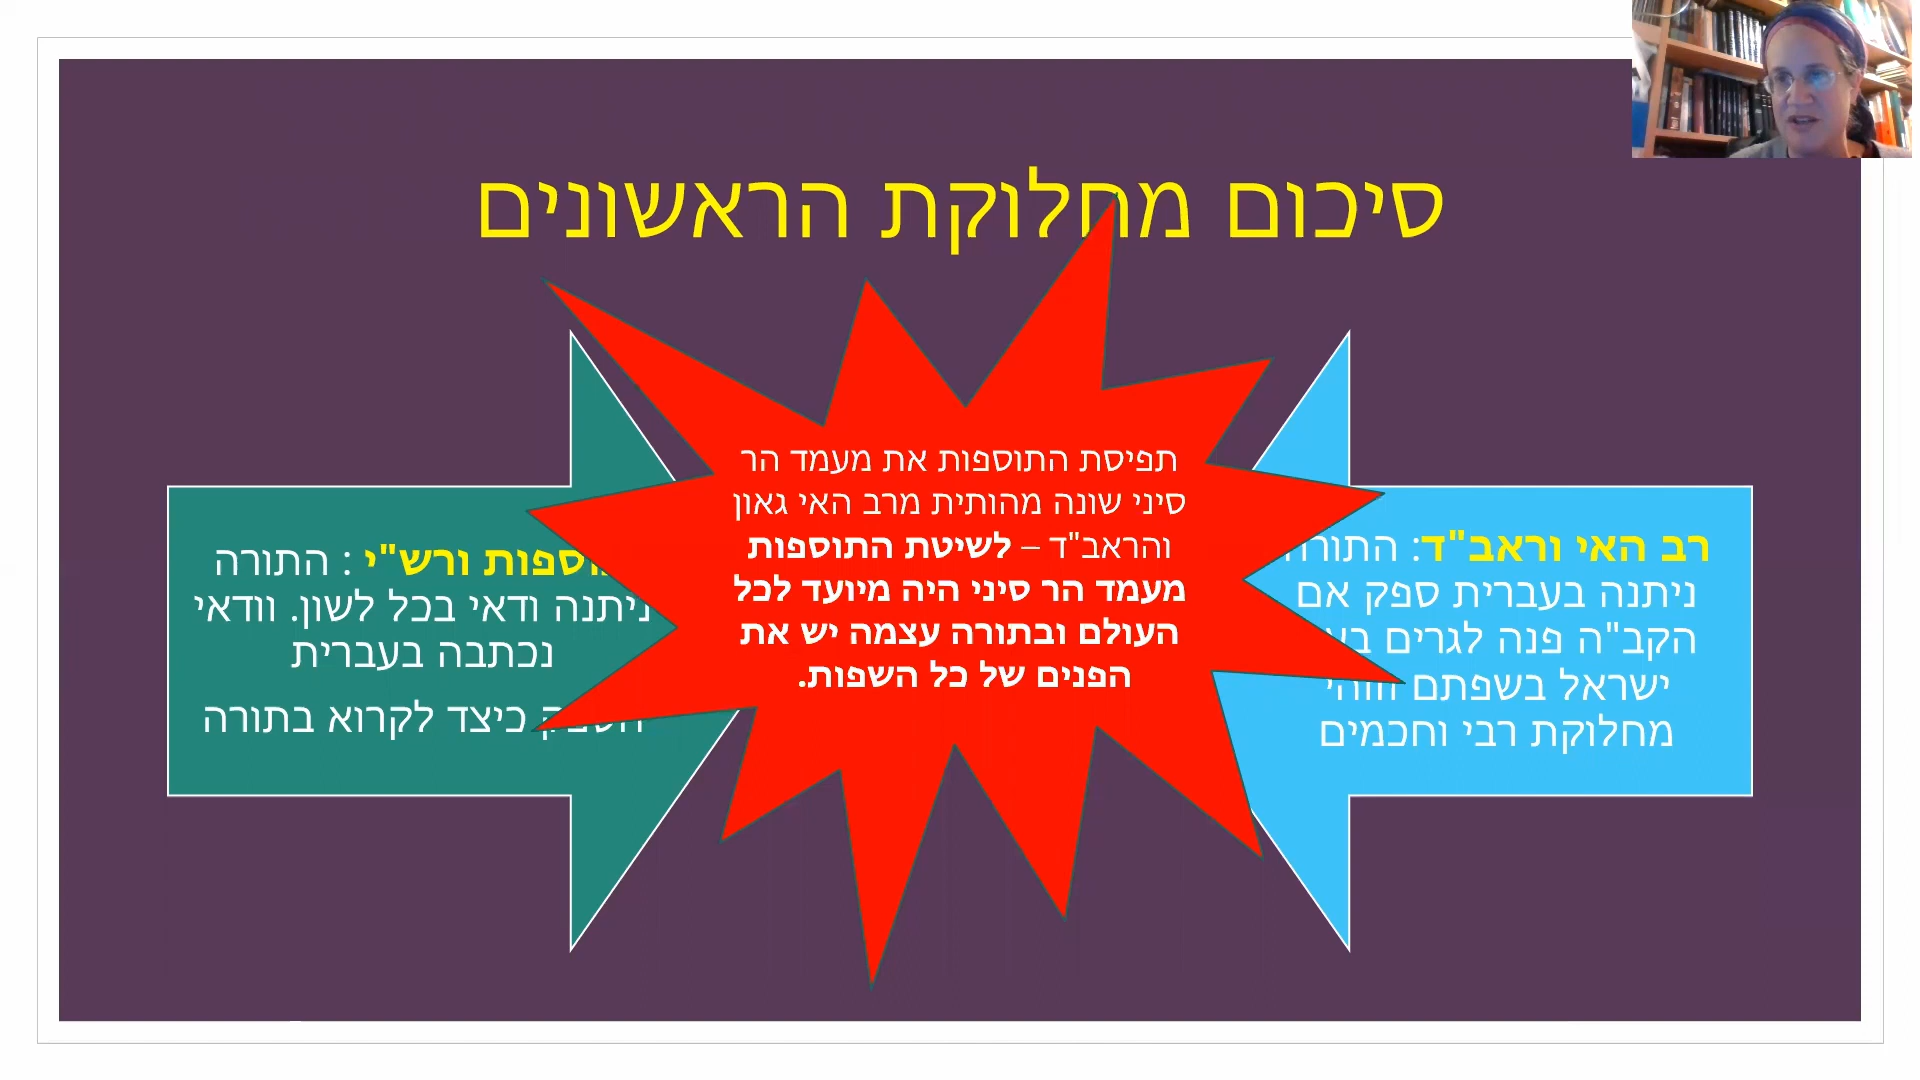 סיכום מחלוקת הראשונים
רב האי וראב"ד: התורה
ניתנה בעברית ספק אם
הקב"ה פנה לגרים
ישראל בשפתם וזוהי
מחלוקת רבי וחכמים
תפיסת התוספות את מעמד הר
סיני שונה מהותית מרב האי גאון
והראב"ד – לשיטת התוספות
מעמד הר סיני היה מיועד לכל
העולם ובתורה עצמה יש את
הפנים של כל השפות.
ורש"י : התורה
ניתנה ודאי בכל לשון. וודאי
נכתבה בעברית
כיצד לקרוא בתורה